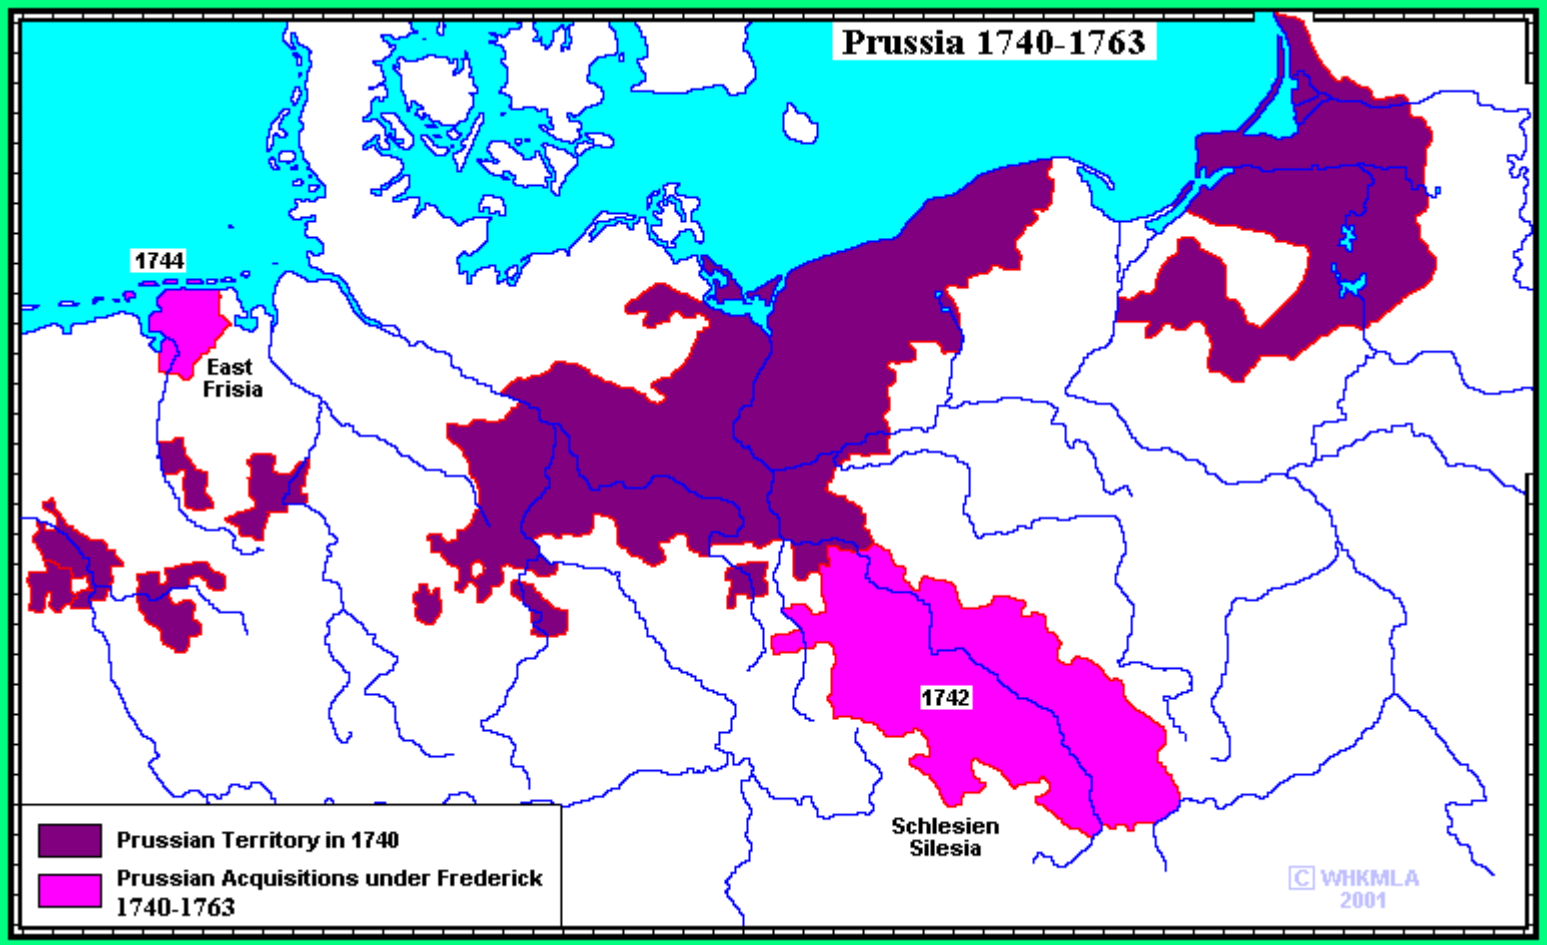 Prussia 1740-1763
1744
East
Frisia
1742
Schlesien
Silesia
Prussian Territory in 1740
Prussian Acquisitions under Frederick
1740-1763
C WHKMLA
2001